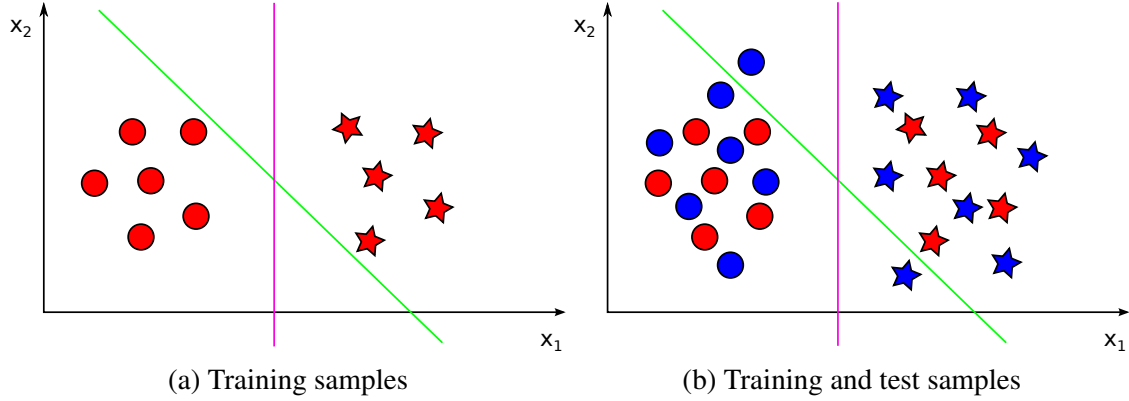 x2
x1
(a) Training samples
x2
x1
(b) Training and test samples